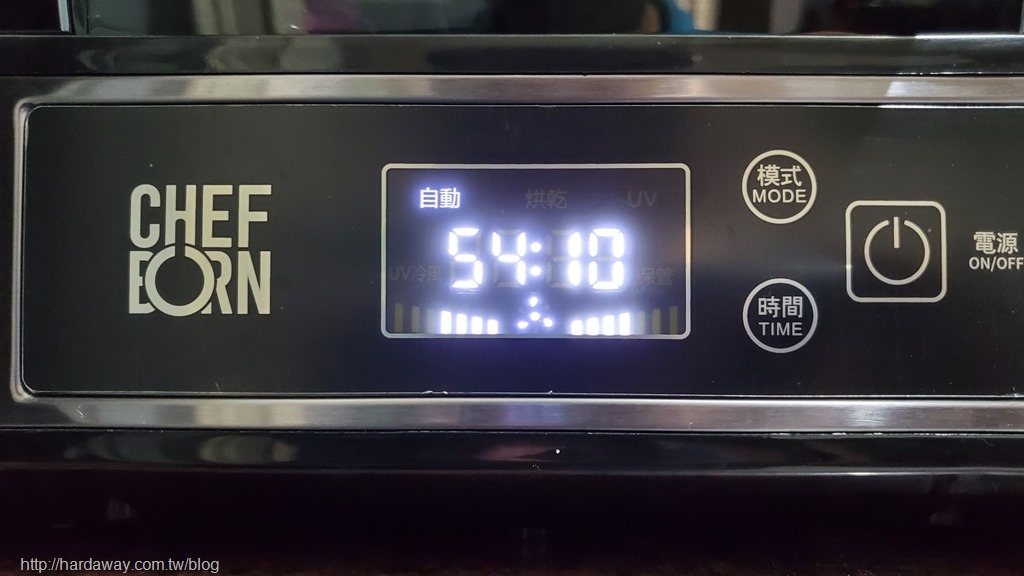 CHEF
BORN
自動 烘乾 UV
54:10
UV冷風 保管
模式
MODE
時間
TIME
電源
ON/OFF
http://hardaway.com.tw/blog